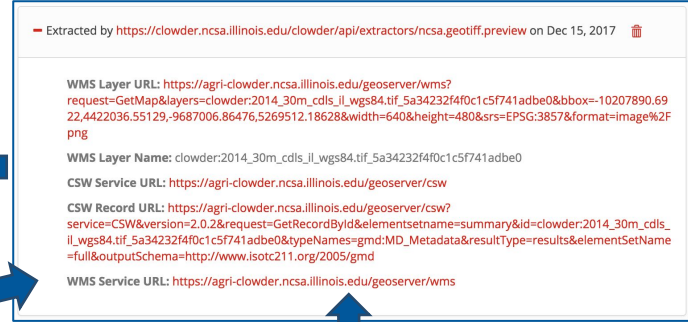 Extracted by https://clowder.ncsa.illinois.edu/clowder/api/extractors/ncsa.geotiff.preview on Dec 15, 2017
WMS Layer URL: https://agri-clowder.ncsa.illinois.edu/geoserver/wms?
request=GetMap&layers=clowder:2014_30m_cdls_il_wgs84.tif_5a34232f4f0c1c5f741adbe0&bbox=-10207890.69
22,4422036.55129,-9687006.86476,5269512.18628&width=640&height=480&srs=EPSG:3857&format=image%2F
png
WMS Layer Name: clowder:2014_30m_cdls_il_wgs84.tif_5a34232f4f0c1c5f741adbe0
CSW Service URL: https://agri-clowder.ncsa.illinois.edu/geoserver/csw
CSW Record URL: https://agri-clowder.ncsa.illinois.edu/geoserver/csw?
service=CSW&version=2.0.2&request=GetRecordById&elementsetname=summary&id=clowder:2014_30m_cdls_
il_wgs84.tif_5a34232f4f0c1c5f741adbe0&typeNames=gmd:MD_Metadata&resultType=results&elementSetName
=full&outputSchema=http://www.isotc211.org/2005/gmd
WMS Service URL: https://agri-clowder.ncsa.illinois.edu/geoserver/wms